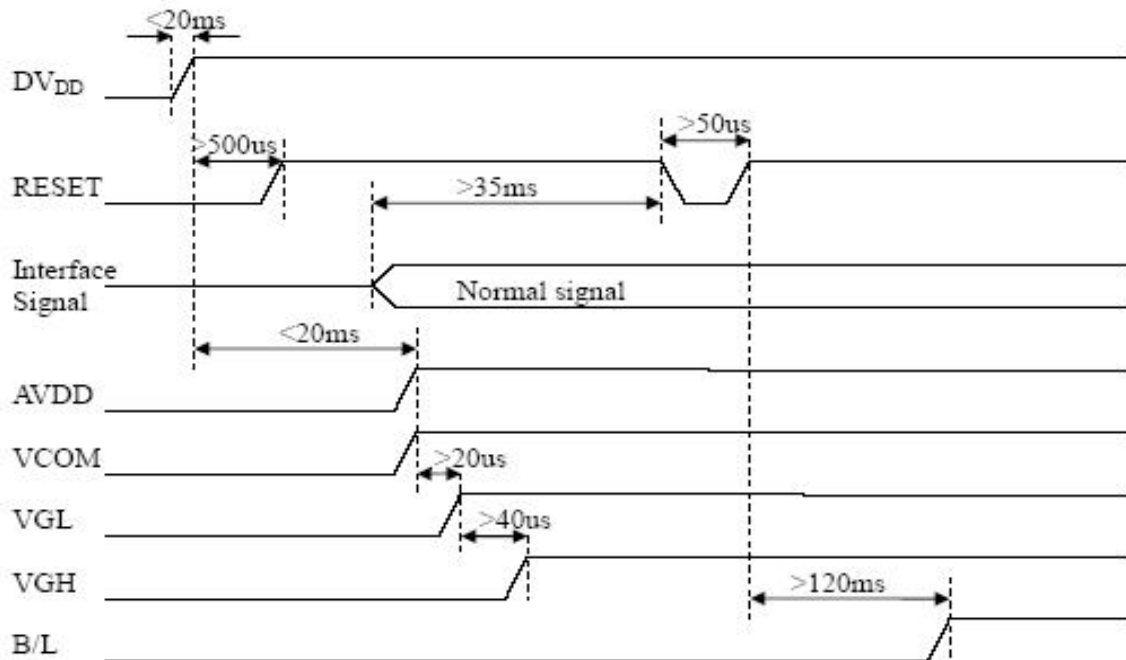 <20ms
DVDD
>500us
>50us
RESET
>35ms
Interface
Signal
Normal signal
<20ms
AVDD
VCOM
>20us
VGL
>40us
VGH
>120ms
B/L